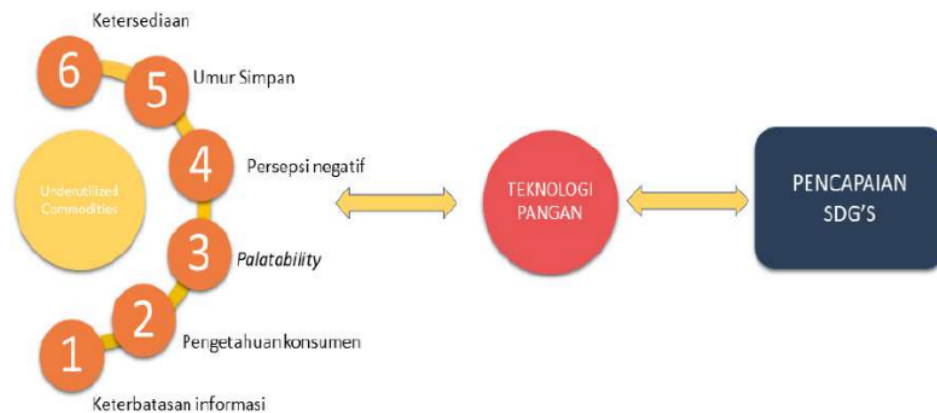 Ketersediaan
6
5
Umur Simpan
4
Persepsi negatif
Underutilized
Commodities
3
Palatability
2
Pengetahuan konsumen
1
Keterbatasan informasi
TEKNOLOGI
PANGAN
PENCAPAIAN
SDG'S